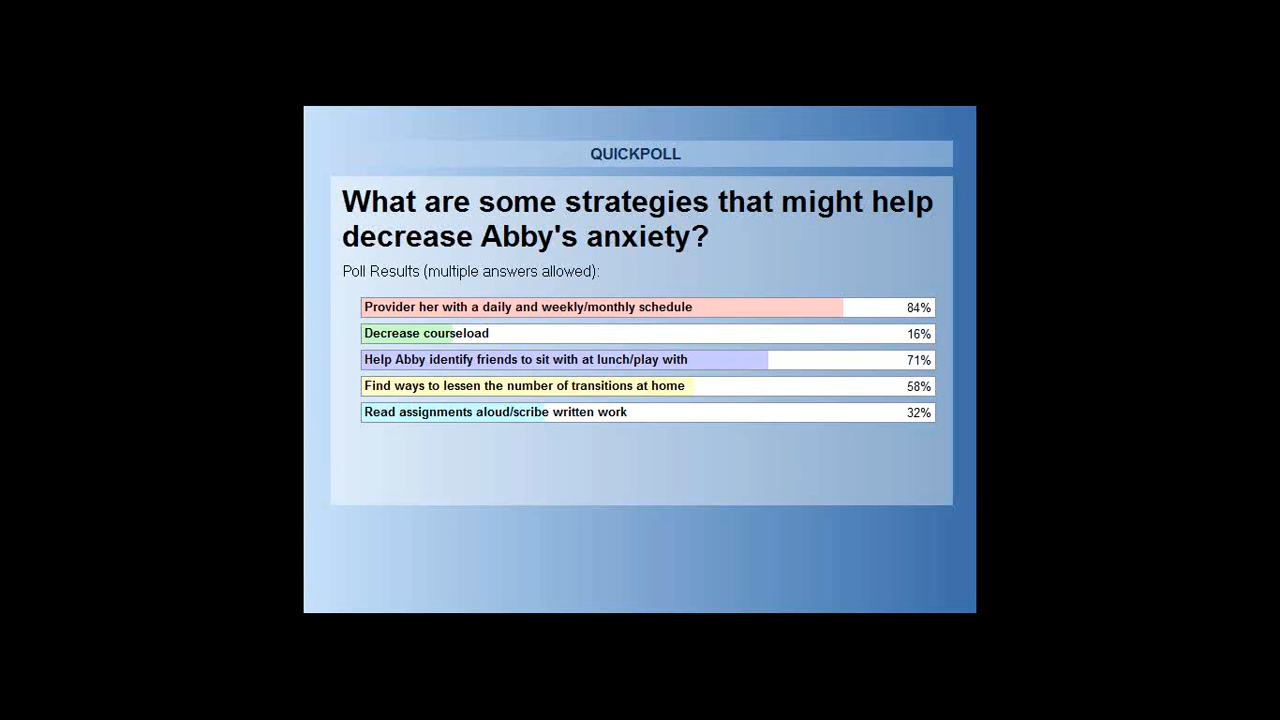 QUICKPOLL
What are some strategies that might help
decrease Abby's anxiety?
Poll Results (multiple answers allowed):
Provider her with a daily and weekly/monthly schedule 84%
Decrease courseload 16%
Help Abby identify friends to sit with at lunch/play with 71%
Find ways to lessen the number of transitions at home 58%
Read assignments aloud/scribe written work 32%